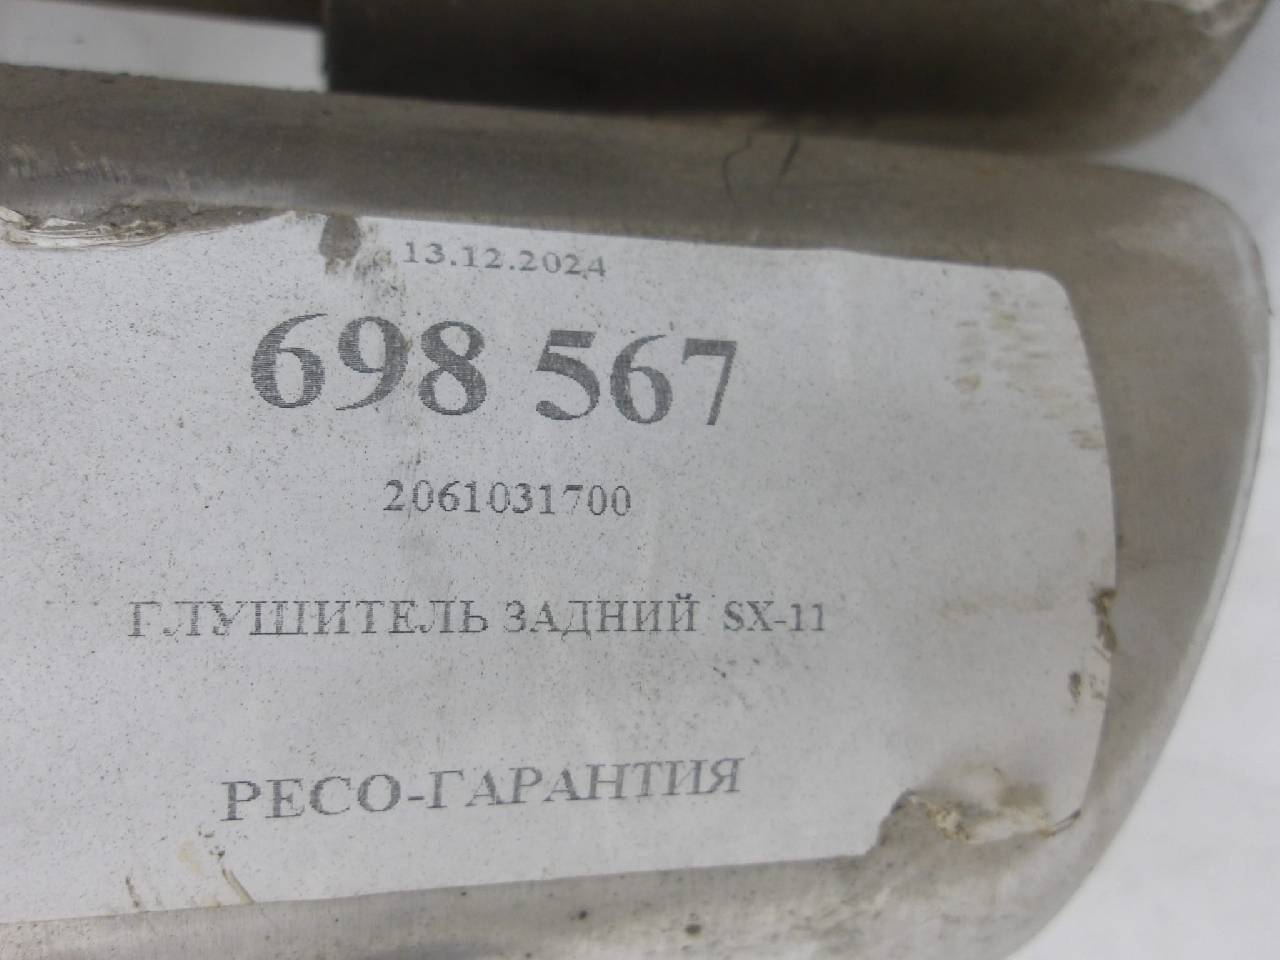 13.12.2024
698 567
2061031700
ГЛУШИТЕЛЬ ЗАДНИЙ SX-11
РЕСО-ГАРАНТИЯ